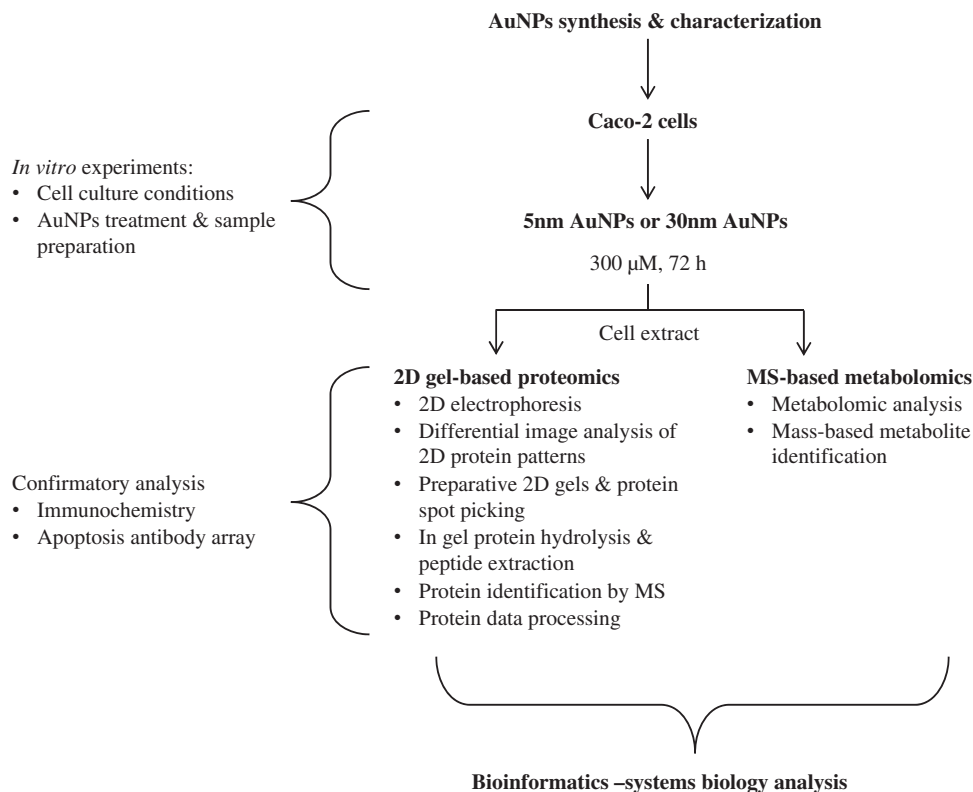 AuNPs synthesis & characterization
Caco-2 cells
In vitro experiments:
• Cell culture conditions
• AuNPs treatment & sample
preparation
5nm AuNPs or 30nm AuNPs
300 µM, 72 h
Cell extract
2D gel-based proteomics
• 2D electrophoresis
• Differential image analysis of
2D protein patterns
• Preparative 2D gels & protein
spot picking
• In gel protein hydrolysis &
peptide extraction
• Protein identification by MS
• Protein data processing
MS-based metabolomics
• Metabolomic analysis
• Mass-based metabolite
identification
Confirmatory analysis
• Immunochemistry
• Apoptosis antibody array
Bioinformatics –systems biology analysis